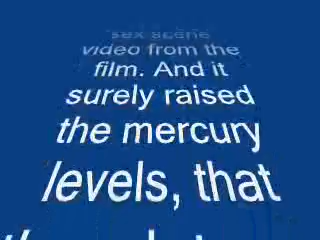 sex scene
video from the
film. And it
surely raised
the mercury
levels, that